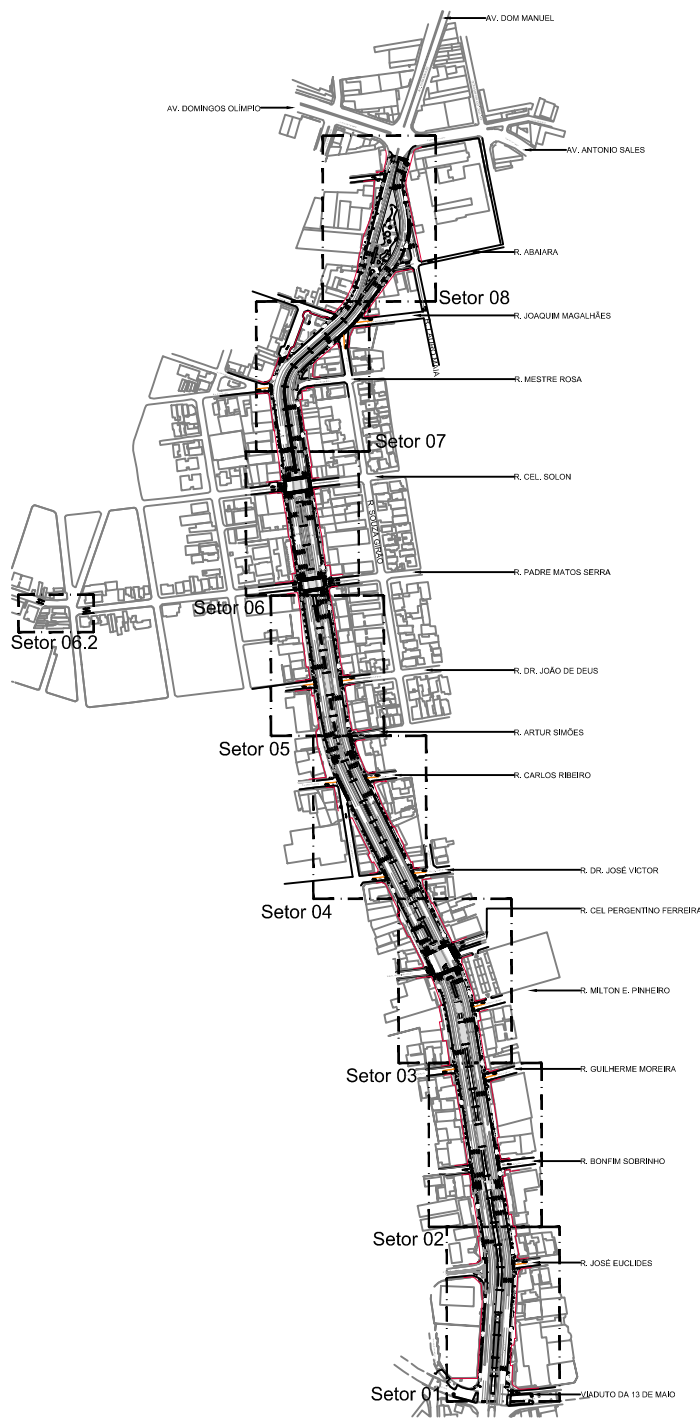 AV. DOM MANUEL
AV. DOMINGOS OLÍMPIO
AV. ANTONIO SALES
R. ABAIARA
Setor 08
R. JOAQUIM MAGALHÃES
R. MESTRE ROSA
Setor 07
R. CEL. SOLON
R. SOUZA GIRÃO
R. PADRE MATOS SERRA
Setor 06
Setor 06.2
R. DR. JOÃO DE DEUS
R. ARTUR SIMÕES
Setor 05
R. CARLOS RIBEIRO
R. DR. JOSÉ VICTOR
Setor 04
R. CEL PERGENTINO FERREIRA
R. MILTON E. PINHEIRO
R. GUILHERME MOREIRA
Setor 03
R. BONFIM SOBRINHO
Setor 02
R. JOSÉ EUCLIDES
Setor 01
VIADUTO DA 13 DE MAIO